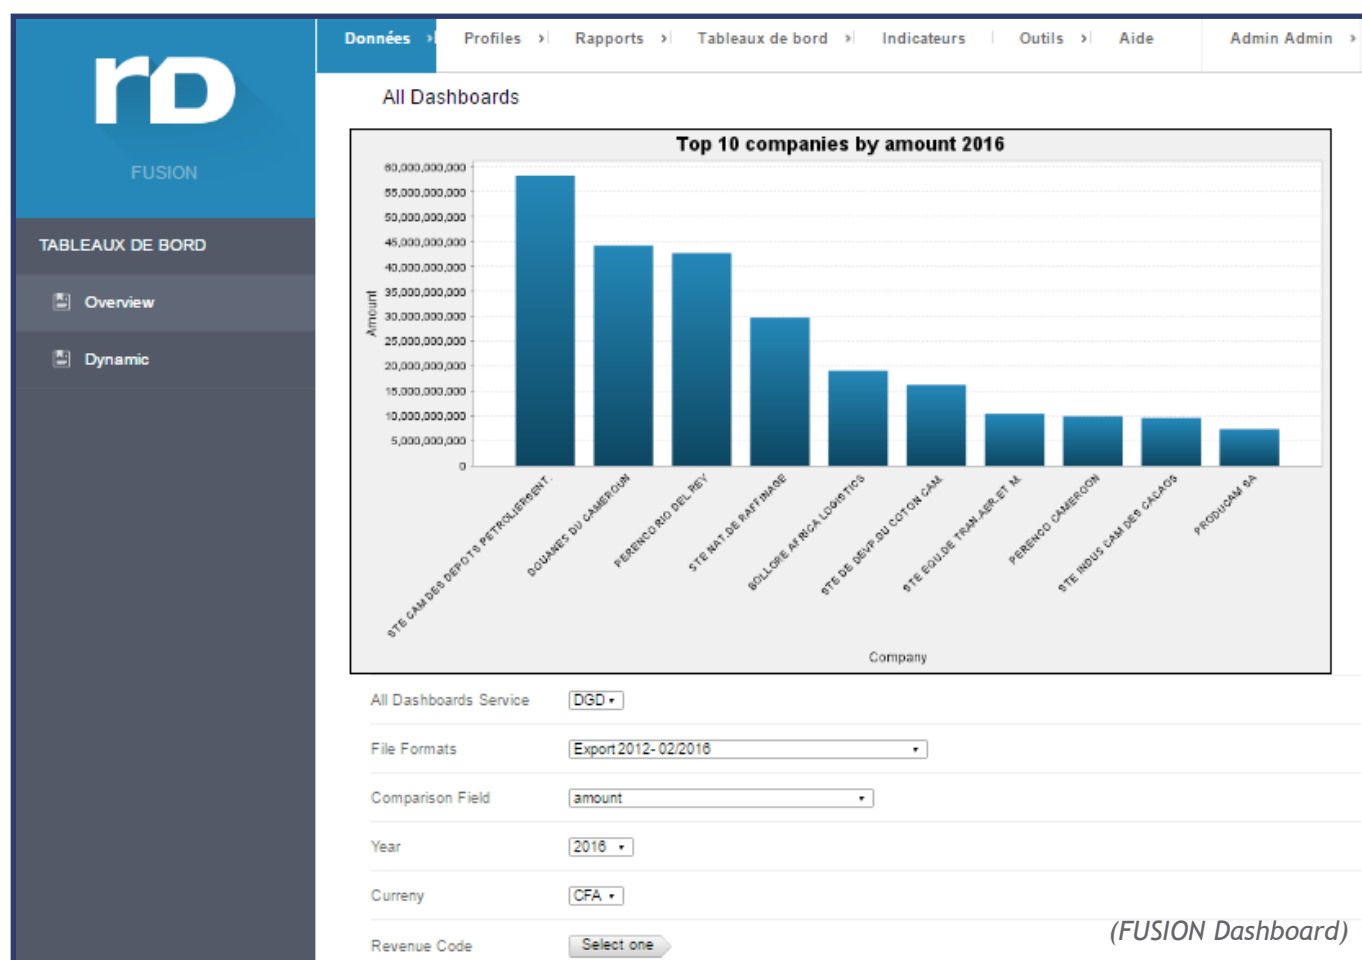 rD
FUSION
TABLEAUX DE BORD
Overview
Dynamic
Données
Profiles
Rapports
Tableaux de bord
Indicateurs
Outils
Aide
Admin Admin
All Dashboards
Top 10 companies by amount 2016
60,000,000,000
55,000,000,000
50,000,000,000
45,000,000,000
40,000,000,000
35,000,000,000
30,000,000,000
25,000,000,000
20,000,000,000
15,000,000,000
10,000,000,000
5,000,000,000
0
Amount
STE CAM DES DEPOTS PETROLIERSENT.
DOUANES DU CAMEROUN
PERENCO RIO DEL REY
STE NAT.DE RAFFINAGE
BOLLORE AFRICA LOGISTICS
STE DE DEVP.DU COTON CAM.
STE EQU.DE TRAN.AER.ET M.
PERENCO CAMEROON
STE INDUS CAM DES CACAOS
PRODUCAM SA
Company
All Dashboards Service DGD
File Formats Export 2012- 02/2016
Comparison Field amount
Year 2016
Curreny CFA
Revenue Code Select one
(FUSION Dashboard)